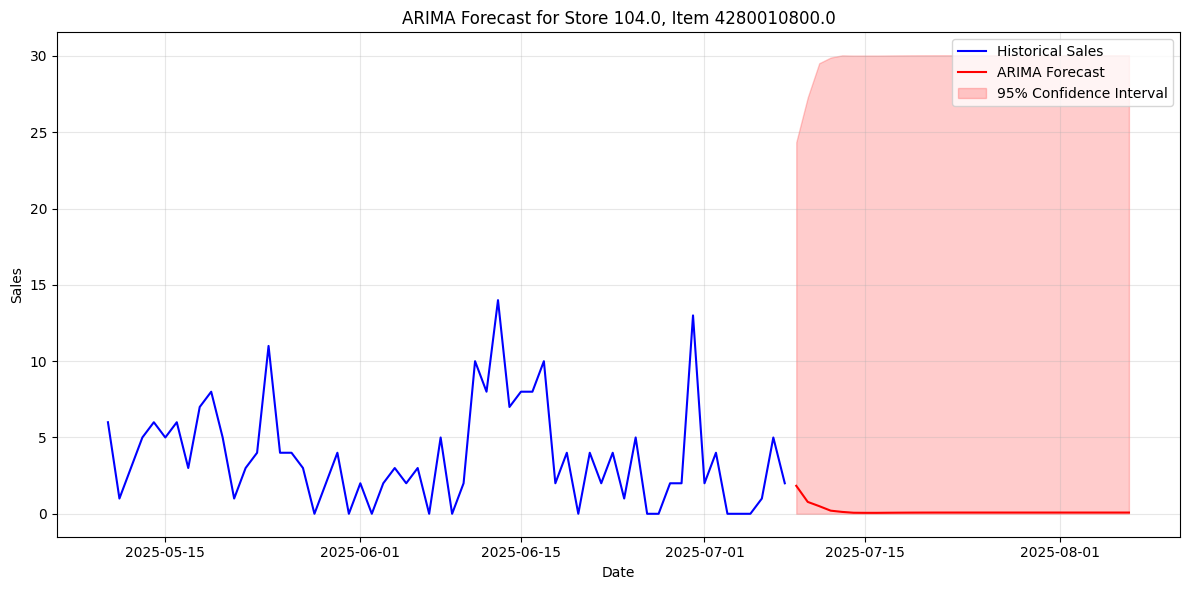 ARIMA Forecast for Store 104.0, Item 4280010800.0
Historical Sales
ARIMA Forecast
95% Confidence Interval
Sales
30
25
20
15
10
5
0
2025-05-15
2025-06-01
2025-06-15
2025-07-01
2025-07-15
2025-08-01
Date